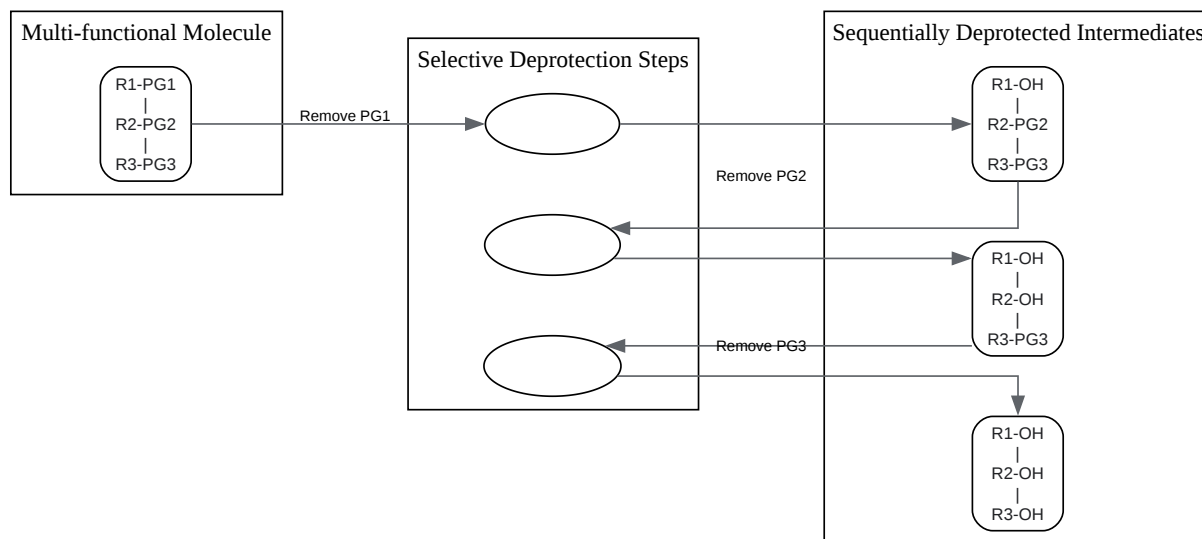 Multi-functional Molecule
R1-PG1
|
R2-PG2
|
R3-PG3
Remove PG1
Selective Deprotection Steps
Remove PG2
Remove PG3
Sequentially Deprotected Intermediates
R1-OH
|
R2-PG2
|
R3-PG3
R1-OH
|
R2-OH
|
R3-PG3
R1-OH
|
R2-OH
|
R3-OH